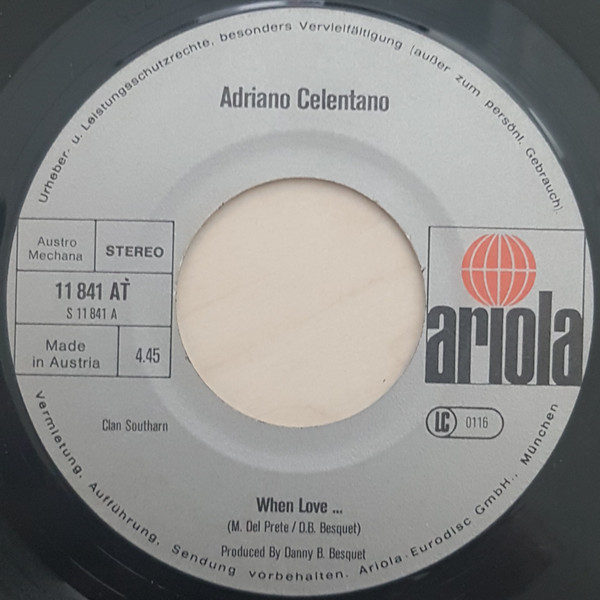 Urheber- u. Leistungsschutzrechte, besonders Vervielfältigung (außer zum persönl. Gebrauch),
Adriano Celentano
Austro
Mechana
STEREO
11 841 AŤ
S 11 841 A
Made
in Austria
4.45
ariola
LC 0116
Clan Southarn
When Love ...
(M. Del Prete / D.B. Besquet)
Produced By Danny B. Besquet
Vermietung, Aufführung, Sendung vorbehalten. Ariola-Eurodisc GmbH., München